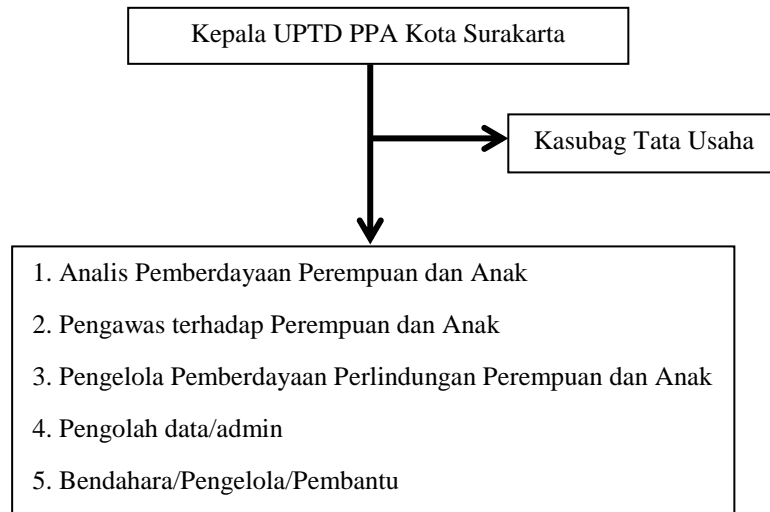 Kepala UPTD PPA Kota Surakarta
Kasubag Tata Usaha
1. Analis Pemberdayaan Perempuan dan Anak
2. Pengawas terhadap Perempuan dan Anak
3. Pengelola Pemberdayaan Perlindungan Perempuan dan Anak
4. Pengolah data/admin
5. Bendahara/Pengelola/Pembantu